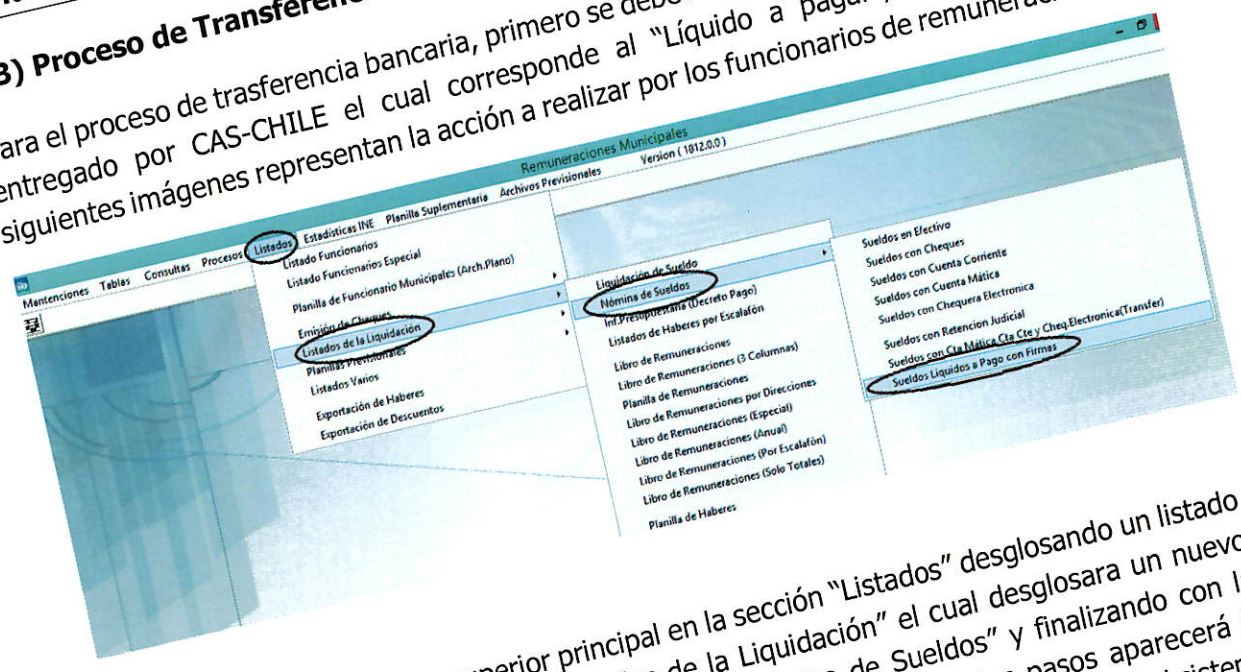 3) Proceso de
ara el proceso de trasferencia bancaria, primero se
entregado por CAS-CHILE el cual corresponde al "Líquido a
siguientes imágenes representan la acción a realizar por los funcionarios de
Remuneraciones Municipales
Version ( 1812.0.0 )
Mantenciones Tablas Consultas Procesos Listados Estadísticas INE Planilla Suplementaria Archivos Previsionales
Listado Funcionarios
Listado Funcionarios Especial
Planilla de Funcionario Municipales (Arch.Plano)
Emisión de Cheques
Listados de la Liquidación
Planillas Previsionales
Listados Varios
Exportación de Haberes
Exportación de Descuentos
Liquidación de Sueldo
Nómina de Sueldos
Inf.Presupuestaria (Decreto Pago)
Listados de Haberes por Escalafón
Libro de Remuneraciones
Libro de Remuneraciones (3 Columnas)
Planilla de Remuneraciones
Libro de Remuneraciones por Direcciones
Libro de Remuneraciones (Especial)
Libro de Remuneraciones (Anual)
Libro de Remuneraciones (Por Escalafón)
Libro de Remuneraciones (Solo Totales)
Planilla de Haberes
Sueldos en Efectivo
Sueldos con Cheques
Sueldos con Cuenta Corriente
Sueldos con Cuenta Mática
Sueldos con Chequera Electronica
Sueldos con Retencion Judicial
Sueldos con Cta Mática,Cta Cte y Cheq.Electronica(Transfer)
Sueldos Liquidos a Pago con Firmas
principal en la sección "Listados" desglosando un listado
de la Liquidación" el cual desglosara un nuevo
de Sueldos" y finalizando con
pasos aparecerá